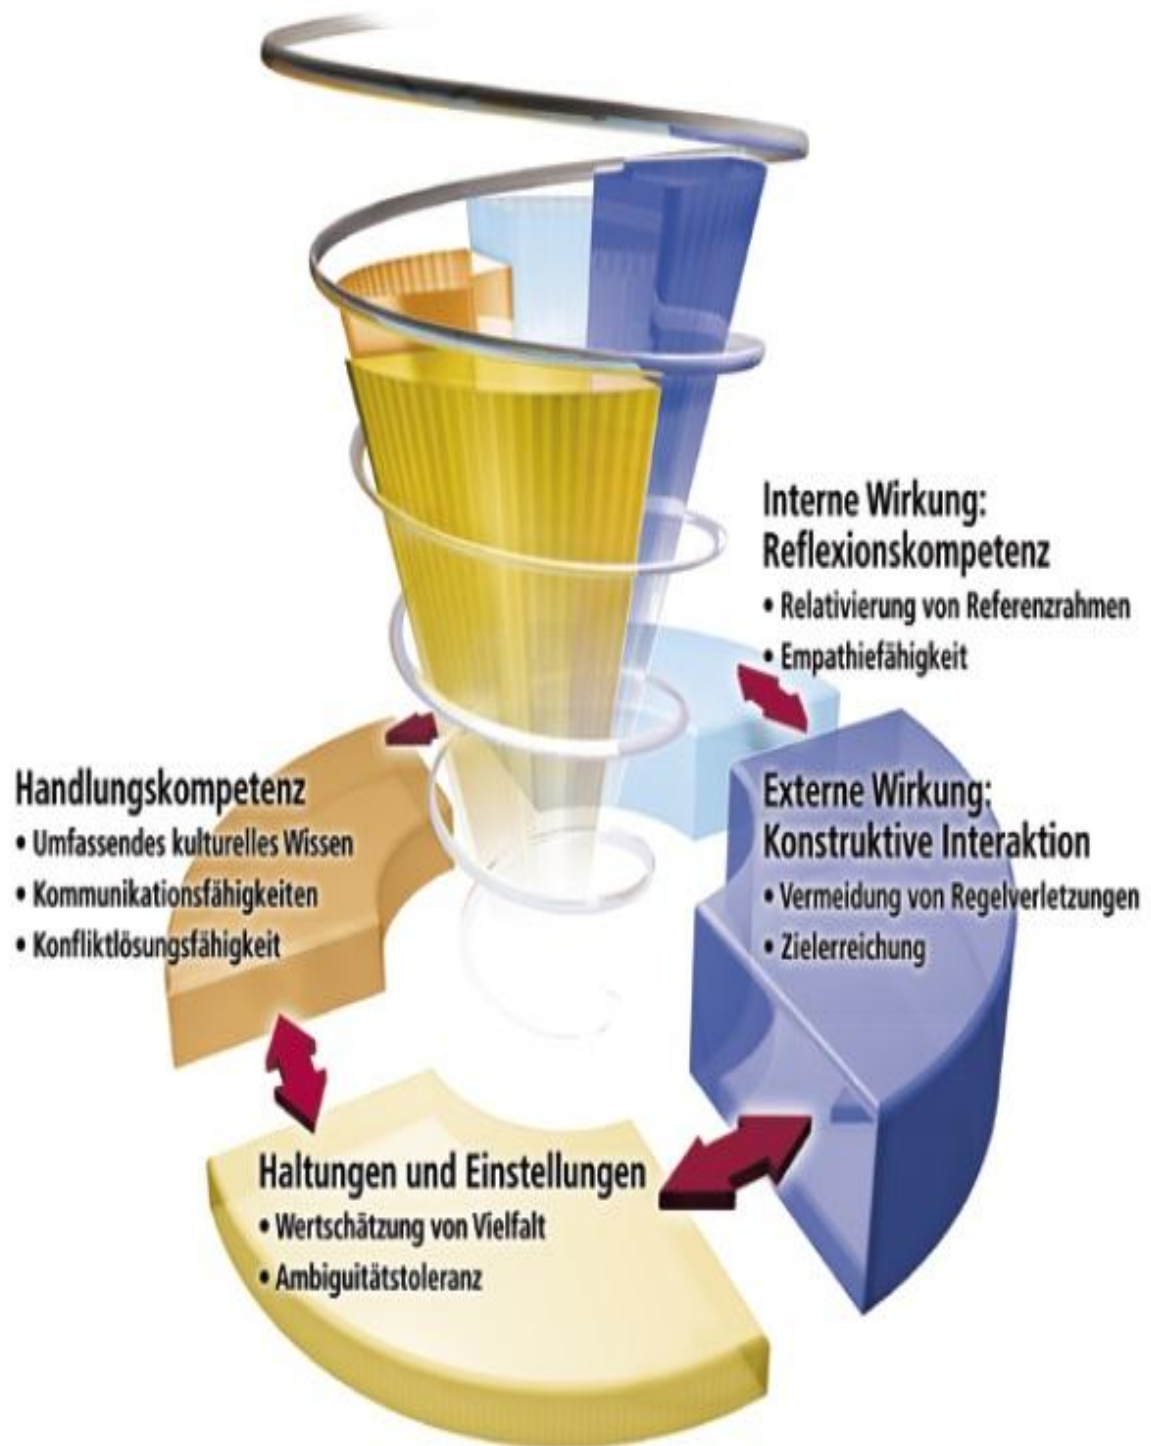 Interne Wirkung:
Reflexionskompetenz
• Relativierung von Referenzrahmen
• Empathiefähigkeit
Handlungskompetenz
• Umfassendes kulturelles Wissen
• Kommunikationsfähigkeiten
• Konfliktlösungsfähigkeit
Externe Wirkung:
Konstruktive Interaktion
• Vermeidung von Regelverletzungen
• Zielerreichung
Haltungen und Einstellungen
• Wertschätzung von Vielfalt
• Ambiguitätstoleranz